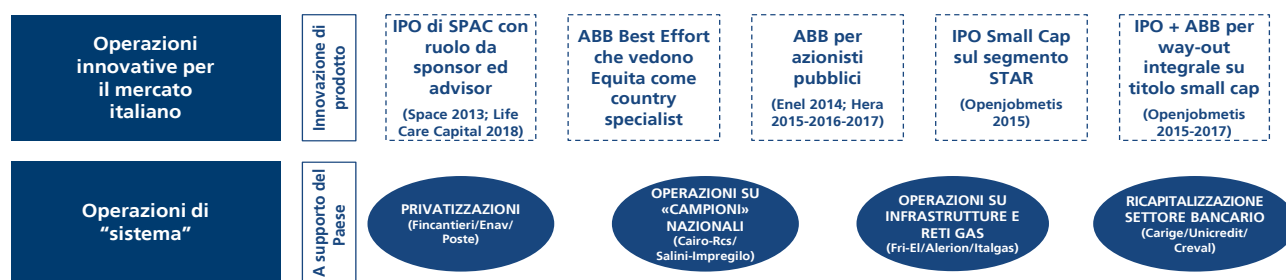 Operazioni
innovative per
il mercato
italiano
Innovazione di
prodotto
IPO di SPAC con
ruolo da
sponsor ed
advisor
(Space 2013; Life
Care Capital 2018)
ABB Best Effort
che vedono
Equita come
country
specialist
ABB per
azionisti
pubblici
(Enel 2014; Hera
2015-2016-2017)
IPO Small Cap
sul segmento
STAR
(Openjobmetis
2015)
IPO + ABB per
way-out
integrale su
titolo small cap
(Openjobmetis
2015-2017)
Operazioni di
"sistema"
A supporto del
Paese
PRIVATIZZAZIONI
(Fincantieri/Enav/
Poste)
OPERAZIONI SU
«CAMPIONI»
NAZIONALI
(Cairo-Rcs/
Salini-Impregilo)
OPERAZIONI SU
INFRASTRUTTURE E
RETI GAS
(Fri-El/Alerion/Italgas)
RICAPITALIZZAZIONE
SETTORE BANCARIO
(Carige/Unicredit/
Creval)